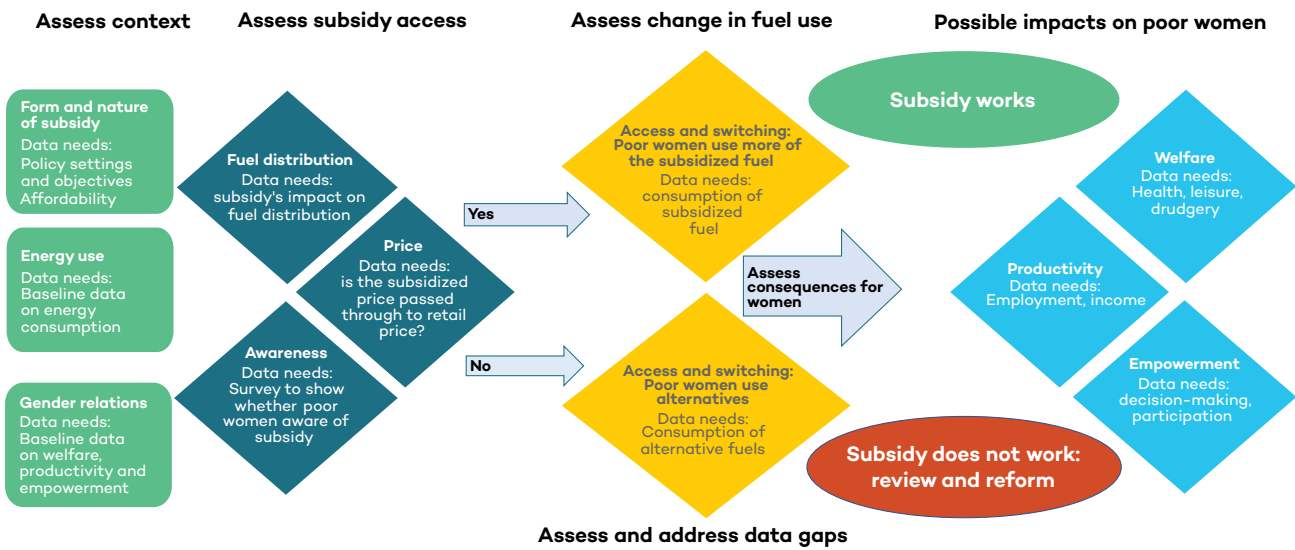 Assess context
Assess subsidy access
Assess change in fuel use
Possible impacts on poor women
Form and nature
of subsidy
Data needs:
Policy settings
and objectives
Affordability
Energy use
Data needs:
Baseline data
on energy
consumption
Gender relations
Data needs:
Baseline data
on welfare,
productivity and
empowerment
Fuel distribution
Data needs:
subsidy's impact on
fuel distribution
Price
Data needs:
is the subsidized
price passed
through to retail
price?
Awareness
Data needs:
Survey to show
whether poor
women aware of
subsidy
Yes
No
Access and switching:
Poor women use more of
the subsidized fuel
Data needs:
consumption of
subsidized
fuel
Access and switching:
Poor women use
alternatives
Data needs:
Consumption of
alternative fuels
Assess
consequences for
women
Subsidy works
Subsidy does not work:
review and reform
Welfare
Data needs:
Health, leisure,
drudgery
Productivity
Data needs:
Employment, income
Empowerment
Data needs:
decision-making,
participation
Assess and address data gaps